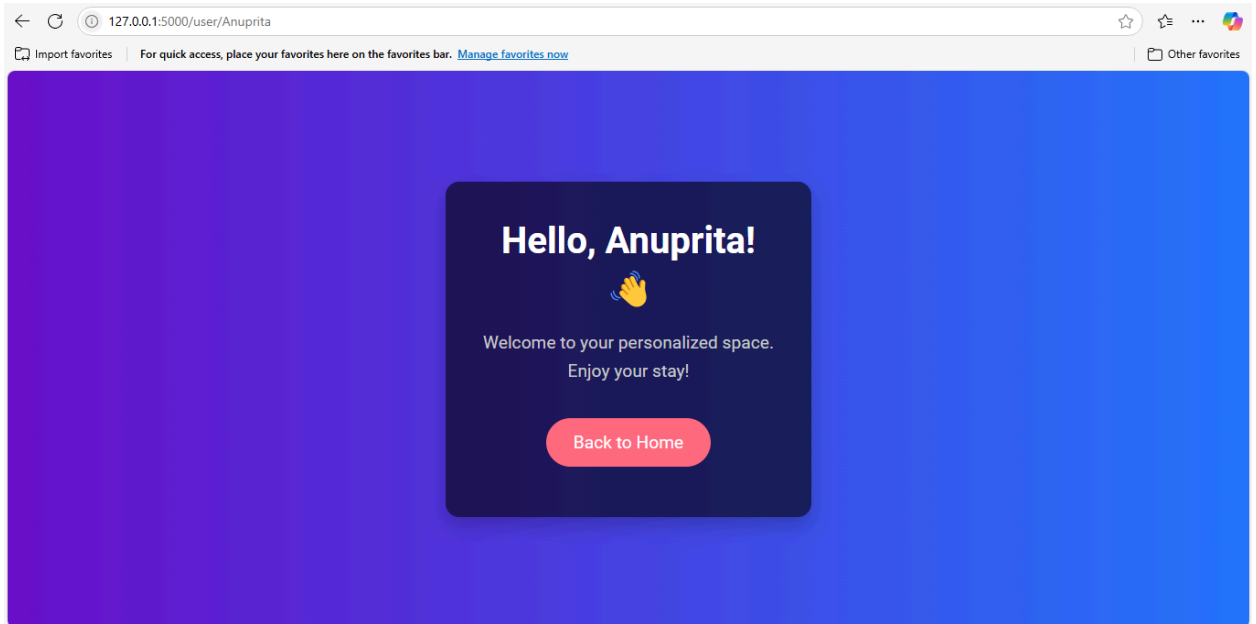 127.0.0.1:5000/user/Anuprita
Import favorites
For quick access, place your favorites here on the favorites bar. Manage favorites now
Other favorites
Hello, Anuprita!
👋
Welcome to your personalized space.
Enjoy your stay!
Back to Home